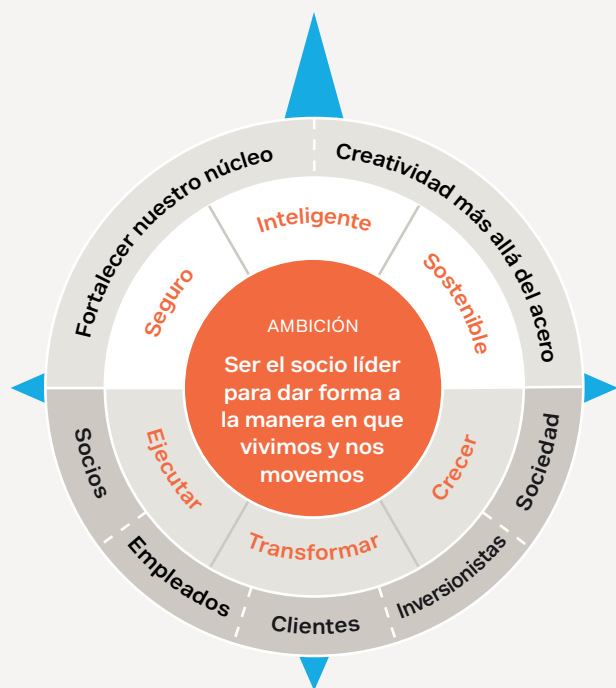 Fortalecer nuestro núcleo
Creatividad más allá del acero
Seguro
Inteligente
Sostenible
AMBICIÓN
Ser el socio líder
para dar forma a
la manera en que
vivimos y nos
movemos
Ejecutar
Transformar
Crecer
Socios
Empleados
Clientes
Inversionistas
Sociedad